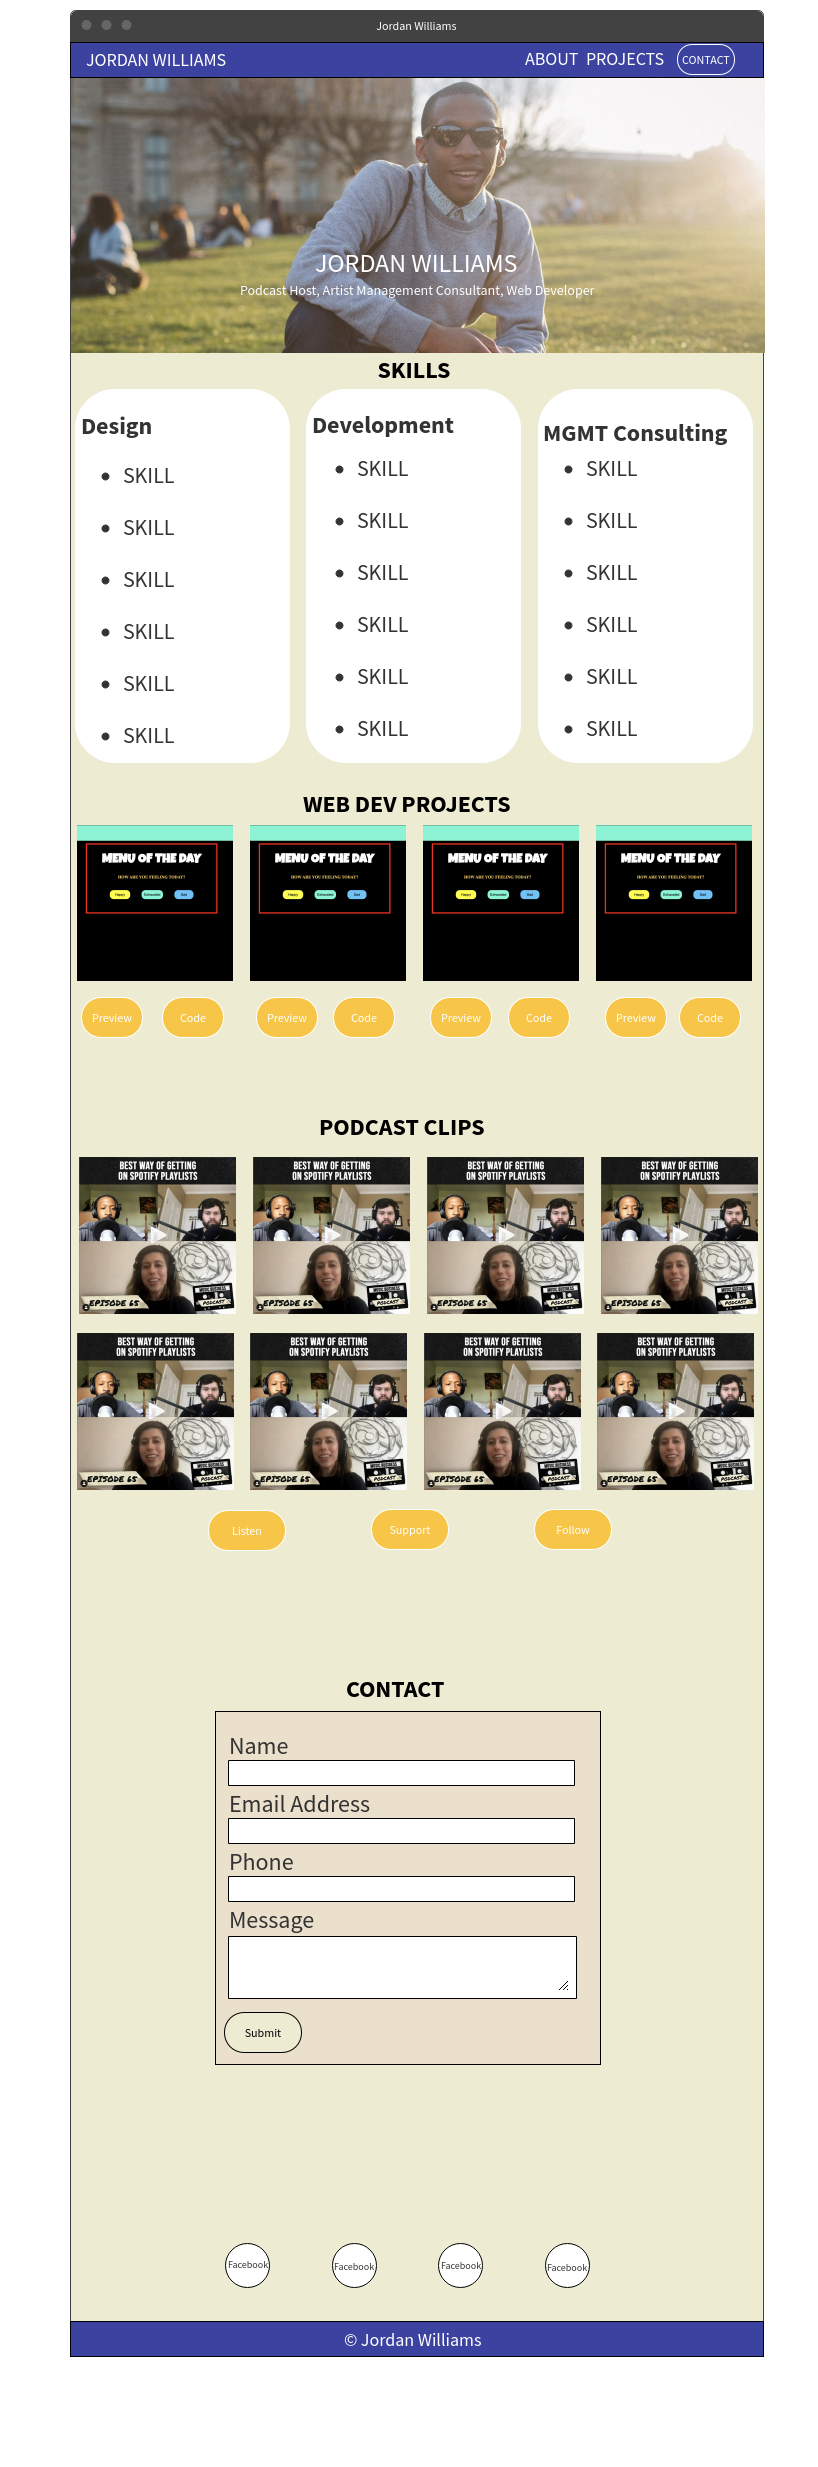 Jordan Williams
JORDAN WILLIAMS
ABOUT PROJECTS CONTACT
JORDAN WILLIAMS
Podcast Host, Artist Management Consultant, Web Developer
SKILLS
Design
• SKILL
• SKILL
• SKILL
• SKILL
• SKILL
• SKILL
Development
• SKILL
• SKILL
• SKILL
• SKILL
• SKILL
• SKILL
MGMT Consulting
• SKILL
• SKILL
• SKILL
• SKILL
• SKILL
• SKILL
WEB DEV PROJECTS
MENU OF THE DAY
HOW ARE YOU FEELING TODAY?
Happy Exhausted Sad
MENU OF THE DAY
HOW ARE YOU FEELING TODAY?
Happy Exhausted Sad
MENU OF THE DAY
HOW ARE YOU FEELING TODAY?
Happy Exhausted Sad
MENU OF THE DAY
HOW ARE YOU FEELING TODAY?
Happy Exhausted Sad
Preview Code Preview Code Preview Code Preview Code
PODCAST CLIPS
BEST WAY OF GETTING
ON SPOTIFY PLAYLISTS
EPISODE 65
MUSIC BUSINESS
PODCAST
BEST WAY OF GETTING
ON SPOTIFY PLAYLISTS
EPISODE 65
MUSIC BUSINESS
PODCAST
BEST WAY OF GETTING
ON SPOTIFY PLAYLISTS
EPISODE 65
MUSIC BUSINESS
PODCAST
BEST WAY OF GETTING
ON SPOTIFY PLAYLISTS
EPISODE 65
MUSIC BUSINESS
PODCAST
BEST WAY OF GETTING
ON SPOTIFY PLAYLISTS
EPISODE 65
MUSIC BUSINESS
PODCAST
BEST WAY OF GETTING
ON SPOTIFY PLAYLISTS
EPISODE 65
MUSIC BUSINESS
PODCAST
BEST WAY OF GETTING
ON SPOTIFY PLAYLISTS
EPISODE 65
MUSIC BUSINESS
PODCAST
BEST WAY OF GETTING
ON SPOTIFY PLAYLISTS
EPISODE 65
MUSIC BUSINESS
PODCAST
Listen Support Follow
CONTACT
Name
Email Address
Phone
Message
Submit
Facebook Facebook Facebook Facebook
© Jordan Williams